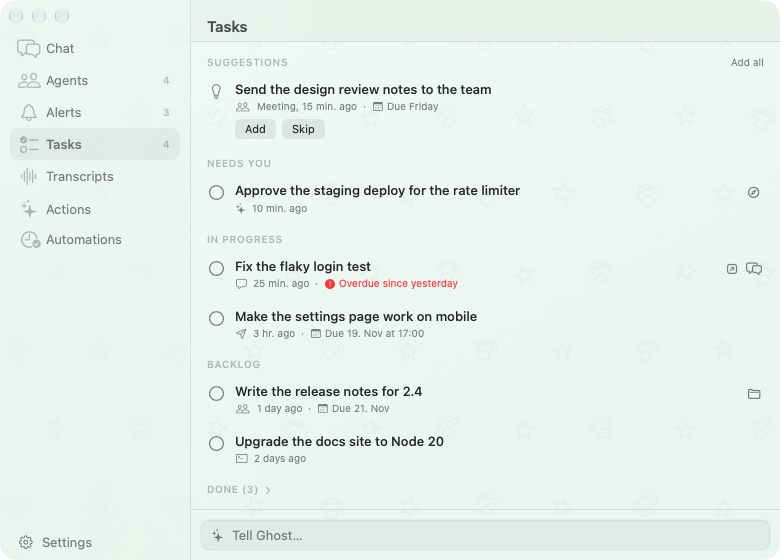 Tasks
Chat
Agents 4
Alerts 3
Tasks 4
Transcripts
Actions
Automations
Settings
SUGGESTIONS
Add all
Send the design review notes to the team
Meeting, 15 min. ago · Due Friday
Add Skip
NEEDS YOU
Approve the staging deploy for the rate limiter
10 min. ago
IN PROGRESS
Fix the flaky login test
25 min. ago · Overdue since yesterday
Make the settings page work on mobile
3 hr. ago · Due 19. Nov at 17:00
BACKLOG
Write the release notes for 2.4
1 day ago · Due 21. Nov
Upgrade the docs site to Node 20
2 days ago
DONE (3)
Tell Ghost...